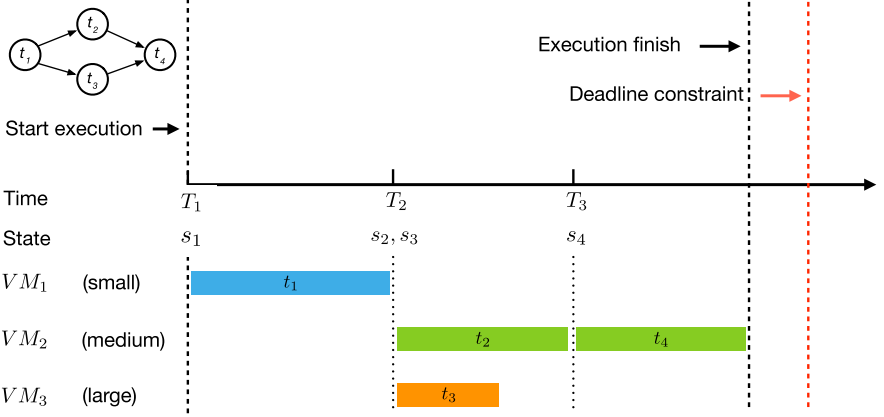 t2
t1
t4
t3
Execution finish
Deadline constraint
Start execution
Time T1 T2 T3
State s1 s2, s3 s4
VM1 (small) t1
VM2 (medium) t2 t4
VM3 (large) t3